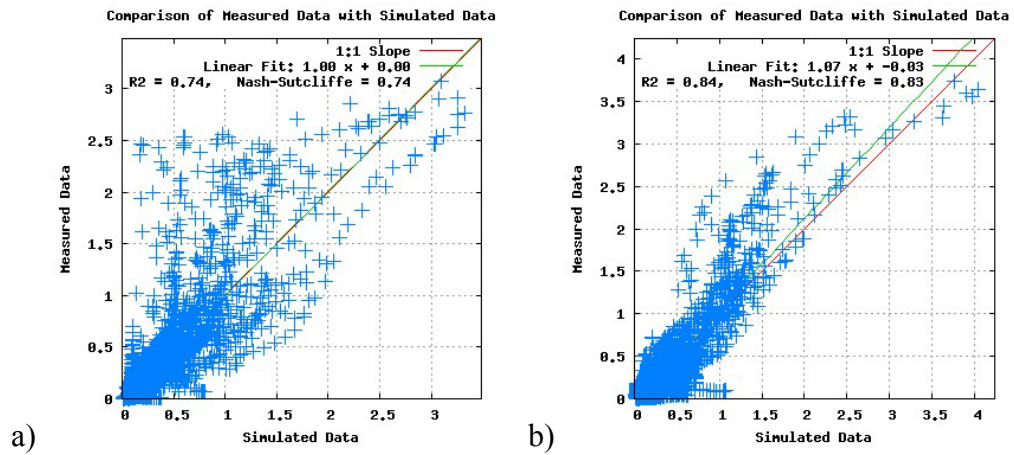 Comparison of Measured Data with Simulated Data
1:1 Slope
Linear Fit: 1.00 x + 0.00
R2 = 0.74, Nash-Sutcliffe = 0.74
3
2.5
2
1.5
1
0.5
0
Measured Data
0 0.5 1 1.5 2 2.5 3
Simulated Data
a)
Comparison of Measured Data with Simulated Data
1:1 Slope
Linear Fit: 1.07 x + -0.03
R2 = 0.84, Nash-Sutcliffe = 0.83
4
3.5
3
2.5
2
1.5
1
0.5
0
Measured Data
0 0.5 1 1.5 2 2.5 3 3.5 4
Simulated Data
b)